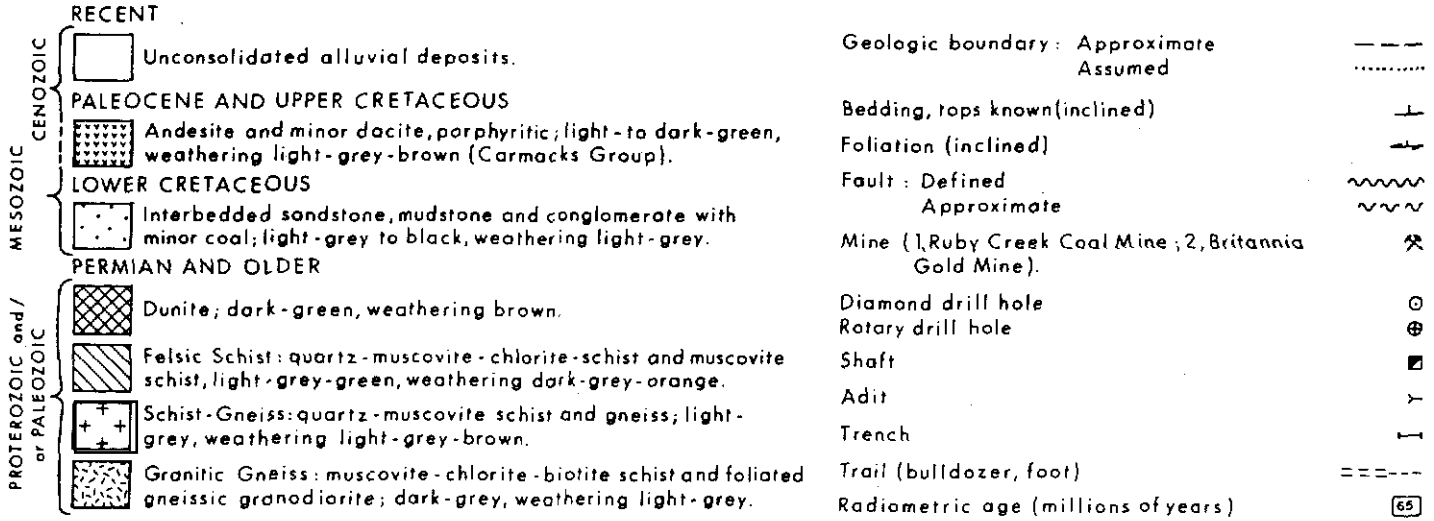 RECENT
Unconsolidated alluvial deposits.
PALEOCENE AND UPPER CRETACEOUS
Andesite and minor dacite, porphyritic; light-to dark-green,
weathering light-grey-brown (Carmacks Group).
LOWER CRETACEOUS
Interbedded sandstone, mudstone and conglomerate with
minor coal; light-grey to black, weathering light-grey.
PERMIAN AND OLDER
Dunite; dark-green, weathering brown.
Felsic Schist: quartz-muscovite-chlorite-schist and muscovite
schist, light-grey-green, weathering dark-grey-orange.
Schist-Gneiss: quartz-muscovite schist and gneiss; light-
grey, weathering light-grey-brown.
Granitic Gneiss: muscovite-chlorite-biotite schist and foliated
gneissic granodiorite; dark-grey, weathering light-grey.
CENOZOIC
MESOZOIC
PROTEROZOIC and/
or PALEOZOIC
Geologic boundary: Approximate
Assumed
Bedding, tops known (inclined)
Foliation (inclined)
Fault: Defined
Approximate
Mine (1, Ruby Creek Coal Mine; 2, Britannia
Gold Mine).
Diamond drill hole
Rotary drill hole
Shaft
Adit
Trench
Trail (bulldozer, foot)
Radiometric age (millions of years) 65